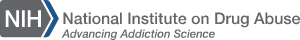 NIH National Institute on Drug Abuse
Advancing Addiction Science